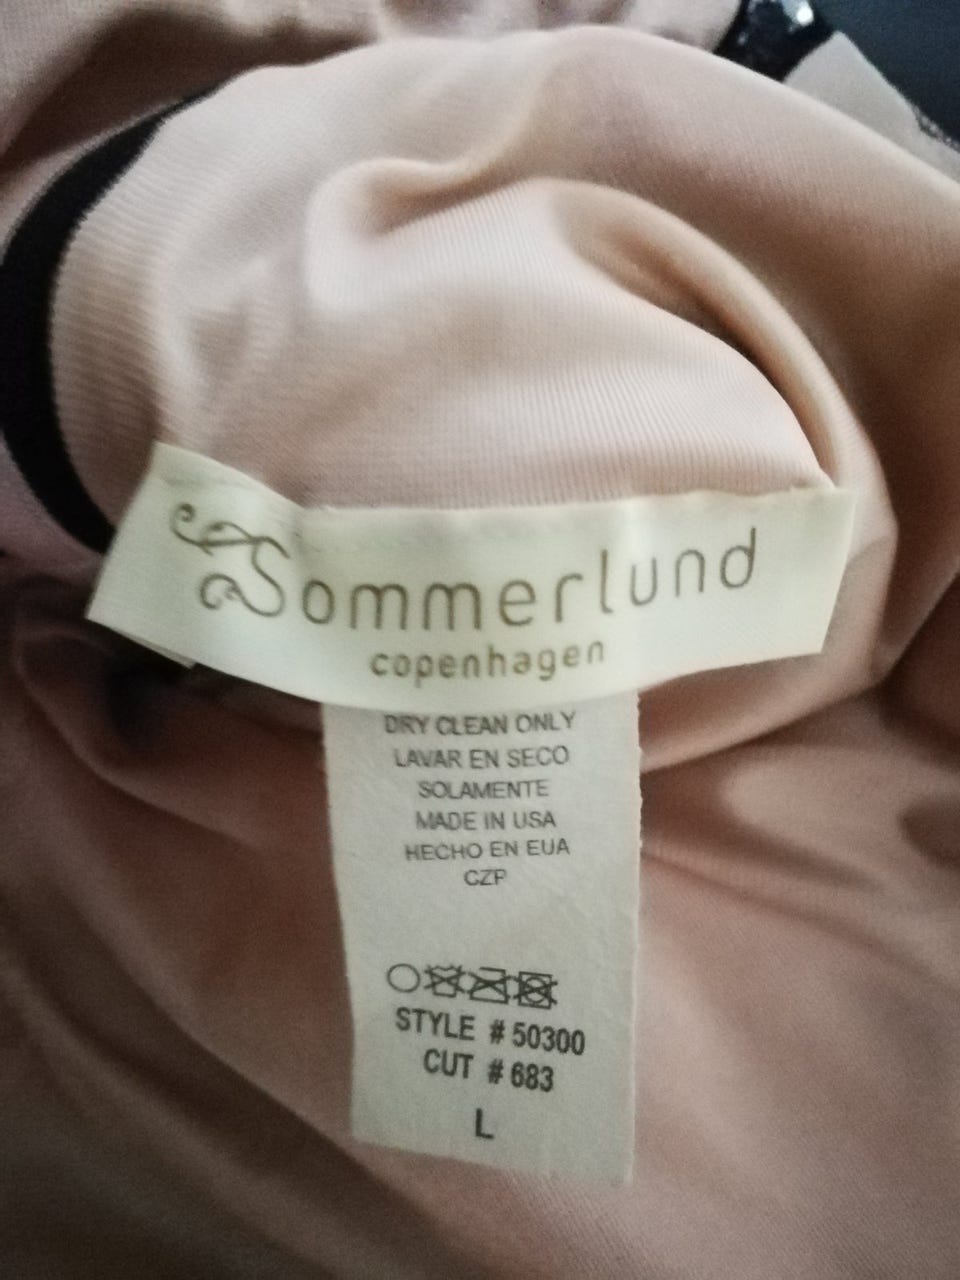 Sommerlund
copenhagen
DRY CLEAN ONLY
LAVAR EN SECO
SOLAMENTE
MADE IN USA
HECHO EN EUA
CZP
STYLE # 50300
CUT # 683
L